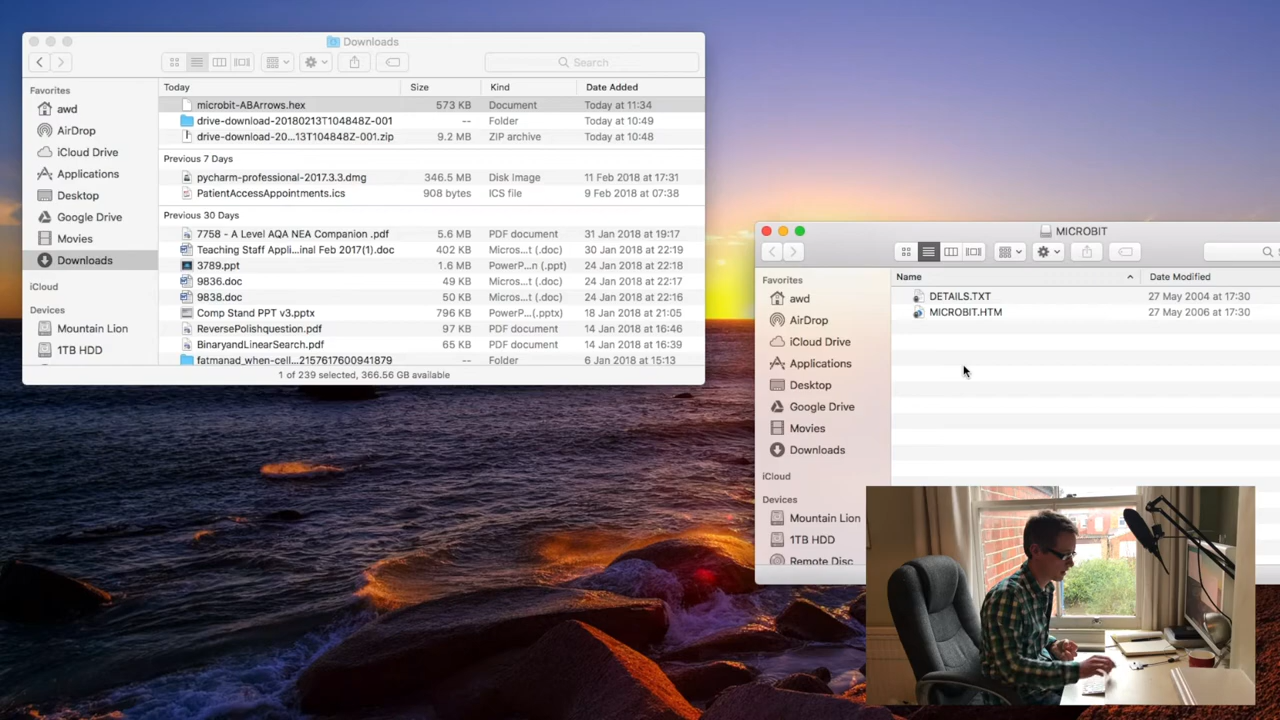 Downloads
Search
Favorites
awd
AirDrop
iCloud Drive
Applications
Desktop
Google Drive
Movies
Downloads
iCloud
Devices
Mountain Lion
1TB HDD
Today Size Kind Date Added
microbit-ABArrows.hex 573 KB Document Today at 11:34
drive-download-20180213T104848Z-001 -- Folder Today at 10:49
drive-download-20...13T104848Z-001.zip 9.2 MB ZIP archive Today at 10:48
Previous 7 Days
pycharm-professional-2017.3.3.dmg 346.5 MB Disk Image 11 Feb 2018 at 17:31
PatientAccessAppointments.ics 908 bytes ICS file 9 Feb 2018 at 07:38
Previous 30 Days
7758 - A Level AQA NEA Companion .pdf 5.6 MB PDF document 31 Jan 2018 at 19:17
Teaching Staff Appli...inal Feb 2017(1).doc 402 KB Micros...t (.doc) 30 Jan 2018 at 22:19
3789.ppt 1.6 MB PowerP...n (.ppt) 24 Jan 2018 at 22:18
9836.doc 49 KB Micros...t (.doc) 24 Jan 2018 at 22:17
9838.doc 50 KB Micros...t (.doc) 24 Jan 2018 at 22:16
Comp Stand PPT v3.pptx 796 KB PowerP...(.pptx) 18 Jan 2018 at 21:05
ReversePolishquestion.pdf 97 KB PDF document 14 Jan 2018 at 16:46
BinaryandLinearSearch.pdf 65 KB PDF document 14 Jan 2018 at 16:39
fatmanad_when-cell...2157617600941879 -- Folder 6 Jan 2018 at 15:13
1 of 239 selected, 366.56 GB available
MICROBIT
Favorites
awd
AirDrop
iCloud Drive
Applications
Desktop
Google Drive
Movies
Downloads
iCloud
Devices
Mountain Lion
1TB HDD
Remote Disc
Name Date Modified
DETAILS.TXT 27 May 2004 at 17:30
MICROBIT.HTM 27 May 2006 at 17:30